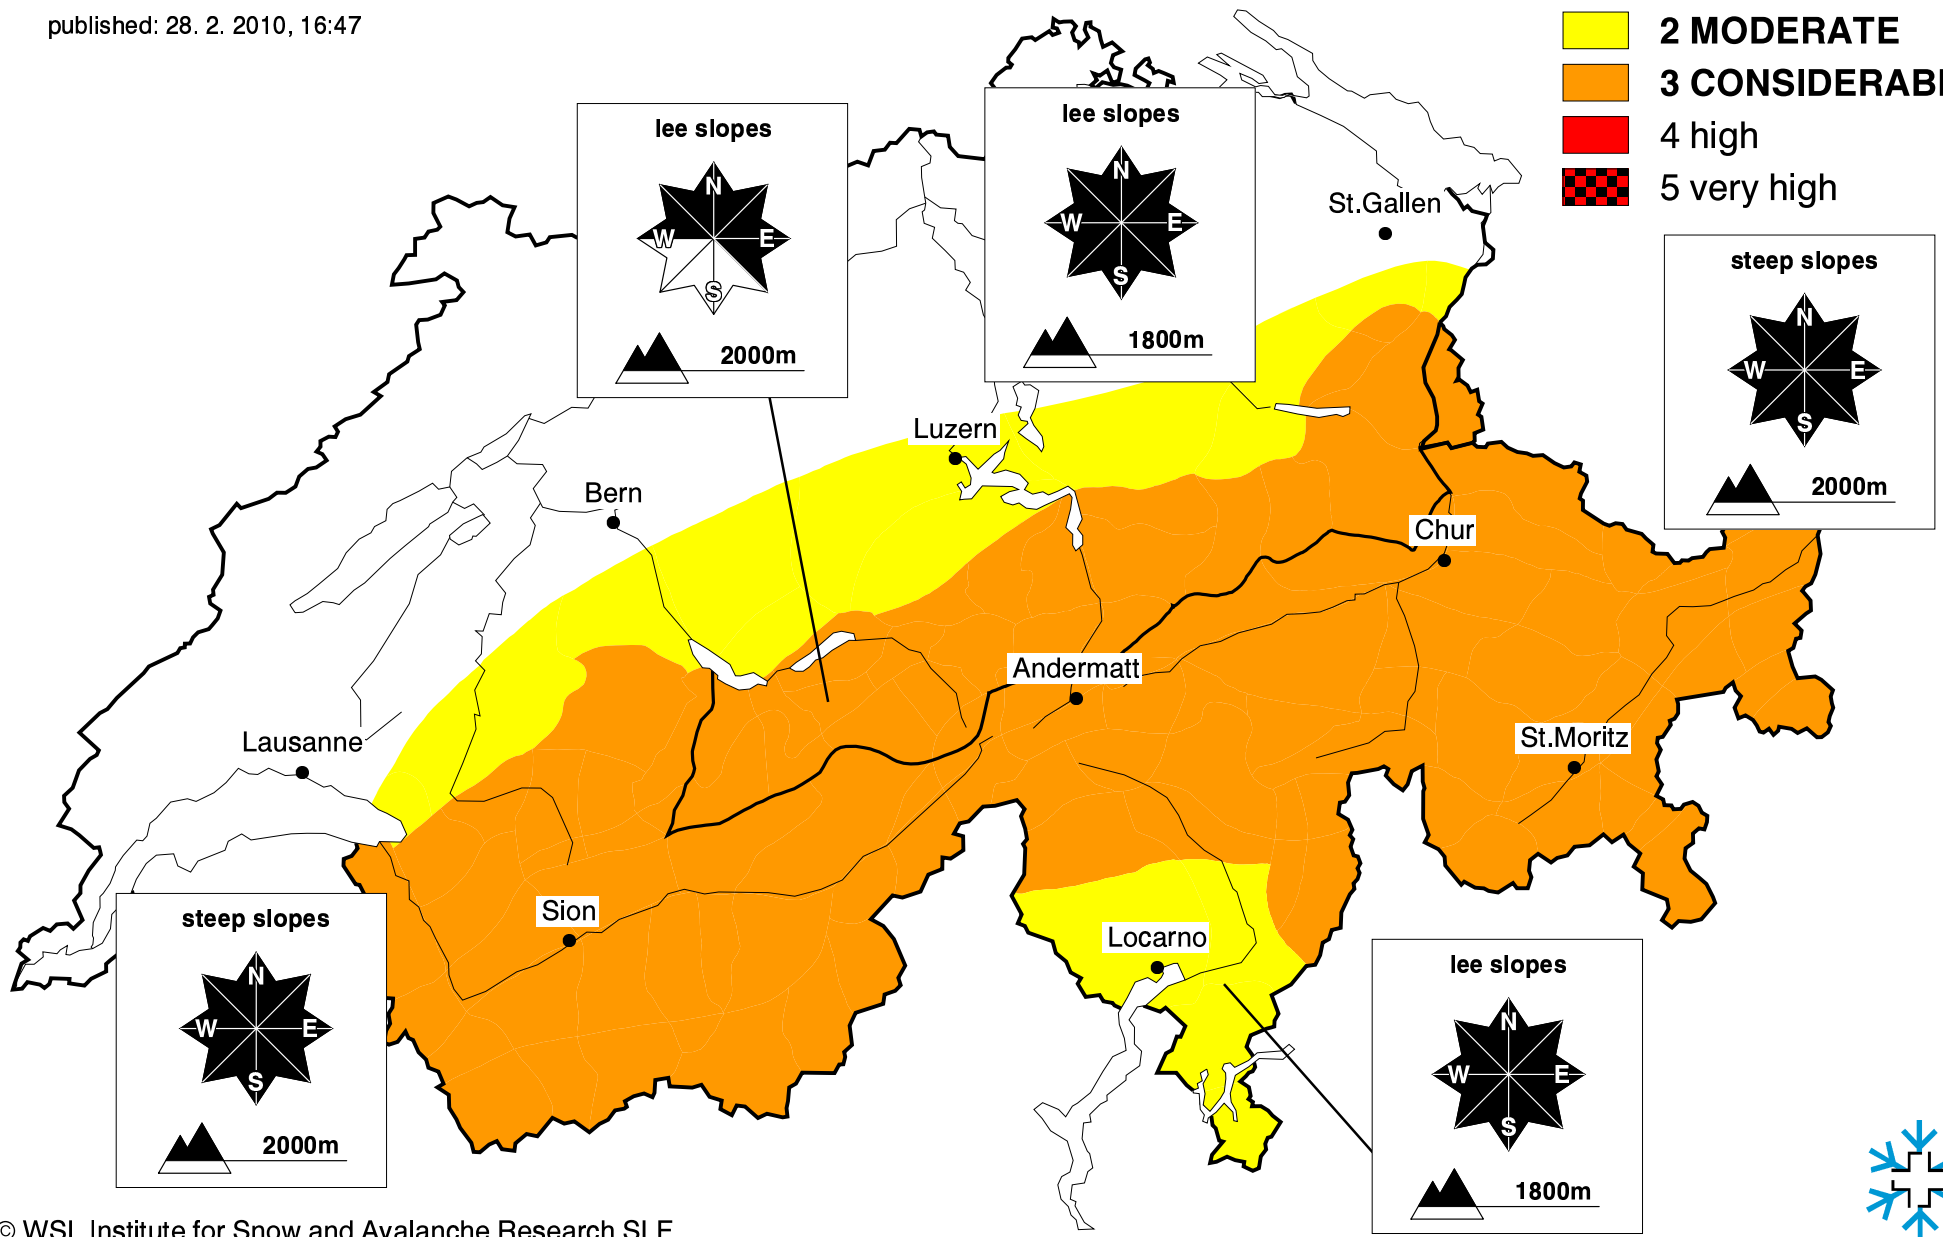 published: 28. 2. 2010, 16:47
2 MODERATE
3 CONSIDERABL
4 high
5 very high
lee slopes
N
W E
S
2000m
lee slopes
N
W E
S
1800m
St.Gallen
steep slopes
N
W E
S
2000m
Luzern
Bern
Chur
Andermatt
Lausanne
St.Moritz
Sion
Locarno
steep slopes
N
W E
S
2000m
lee slopes
N
W E
S
1800m
© WSL Institute for Snow and Avalanche Research SLF